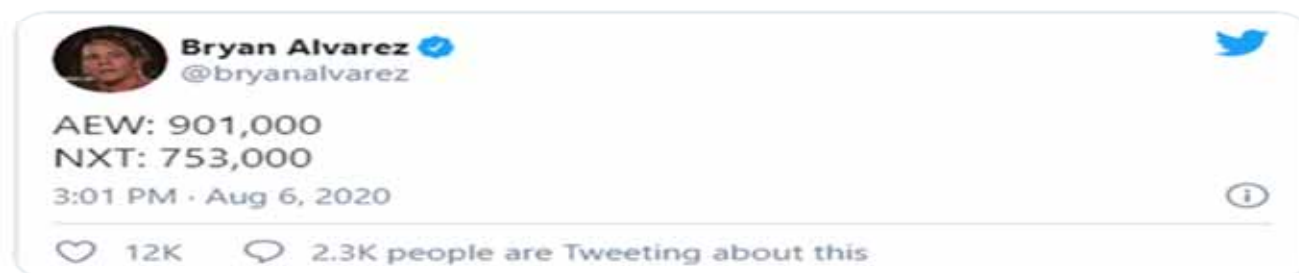 Bryan Alvarez
@bryanalvarez
AEW: 901,000
NXT: 753,000
3:01 PM · Aug 6, 2020
12K 2.3K people are Tweeting about this